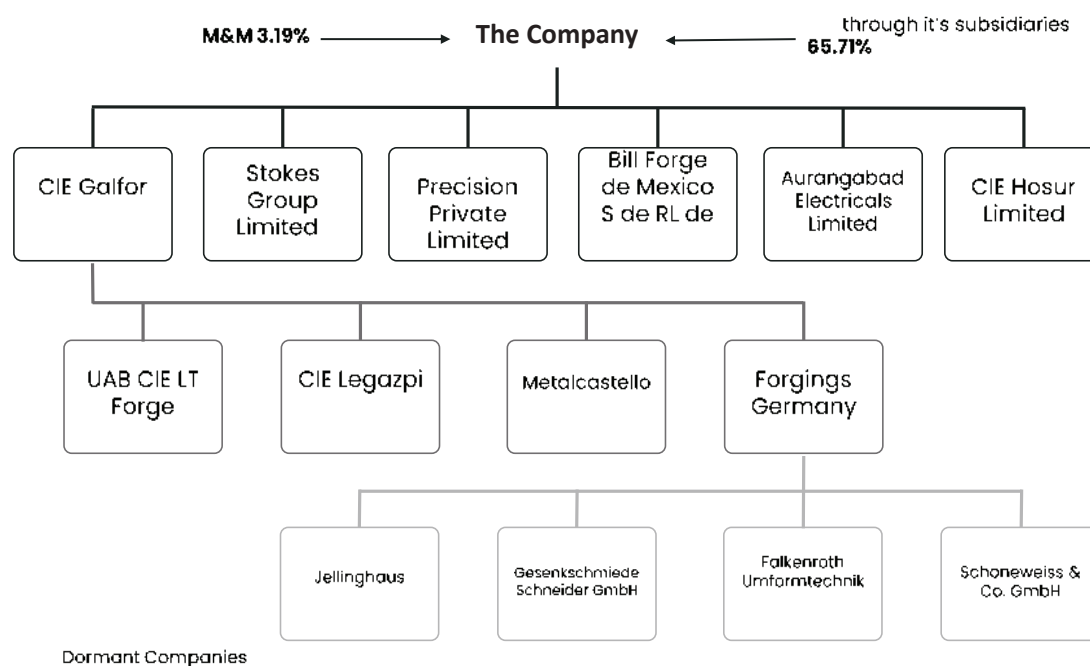 through it's subsidiaries
M&M 3.19%
The Company
65.71%
CIE Galfor
Stokes
Group
Limited
Precision
Private
Limited
Bill Forge
de Mexico
S de RL de
Aurangabad
Electricals
Limited
CIE Hosur
Limited
UAB CIE LT
Forge
CIE Legazpi
Metalcastello
Forgings
Germany
Jellinghaus
Gesenkschmiede
Schneider GmbH
Falkenroth
Umformtechnik
Schoneweiss &
Co. GmbH
Dormant Companies